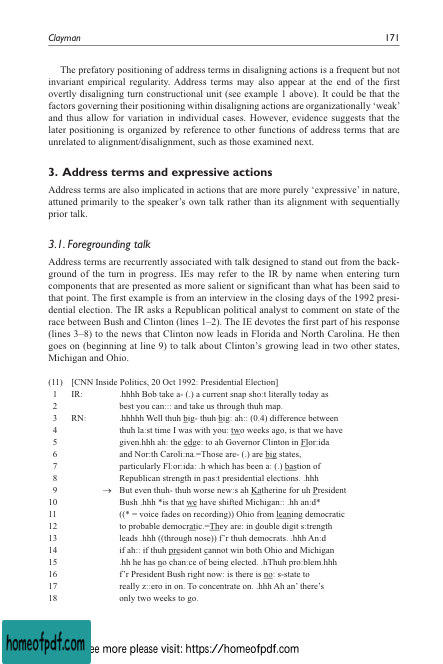 Clayman 171
The prefatory positioning of address terms in disaligning actions is a frequent but not
invariant empirical regularity. Address terms may also appear at the end of the first
overtly disaligning turn constructional unit (see example 1 above). It could be that the
factors governing their positioning within disaligning actions are organizationally ‘weak’
and thus allow for variation in individual cases. However, evidence suggests that the
later positioning is organized by reference to other functions of address terms that are
unrelated to alignment/disalignment, such as those examined next.
3. Address terms and expressive actions
Address terms are also implicated in actions that are more purely ‘expressive’ in nature,
attuned primarily to the speaker’s own talk rather than its alignment with sequentially
prior talk.
3.1. Foregrounding talk
Address terms are recurrently associated with talk designed to stand out from the back-
ground of the turn in progress. IEs may refer to the IR by name when entering turn
components that are presented as more salient or significant than what has been said to
that point. The first example is from an interview in the closing days of the 1992 presi-
dential election. The IR asks a Republican political analyst to comment on state of the
race between Bush and Clinton (lines 1–2). The IE devotes the first part of his response
(lines 3–8) to the news that Clinton now leads in Florida and North Carolina. He then
goes on (beginning at line 9) to talk about Clinton’s growing lead in two other states,
Michigan and Ohio.
(11) [CNN Inside Politics, 20 Oct 1992: Presidential Election]
1 IR: .hhhh Bob take a- (.) a current snap sho:t literally today as
2 best you can::: and take us through thuh map.
3 RN: .hhhhh Well thuh big- thuh big: ah:: (0.4) difference between
4 thuh la:st time I was with you: two weeks ago, is that we have
5 given.hhh ah: the edge: to ah Governor Clinton in Flor:ida
6 and Nor:th Caroli:na.=Those are- (.) are big states,
7 particularly Fl:or:ida: .h which has been a: (.) bastion of
8 Republican strength in pas:t presidential elections. .hhh
9 → But even thuh- thuh worse new:s ah Katherine for uh President
10 Bush .hhh *is that we have shifted Michigan:: .hh an:d*
11 ((* = voice fades on recording)) Ohio from leaning democratic
12 to probable democratic.=They are: in double digit s:trength
13 leads .hhh ((through nose)) f’r thuh democrats. .hhh An:d
14 if ah:: if thuh president cannot win both Ohio and Michigan
15 .hh he has no chan:ce of being elected. .hThuh pro:blem.hhh
16 f’r President Bush right now: is there is no: s-state to
17 really z::ero in on. To concentrate on. .hhh Ah an’ there’s
18 only two weeks to go.
homeofpdf.com ee more please visit: https://homeofpdf.com